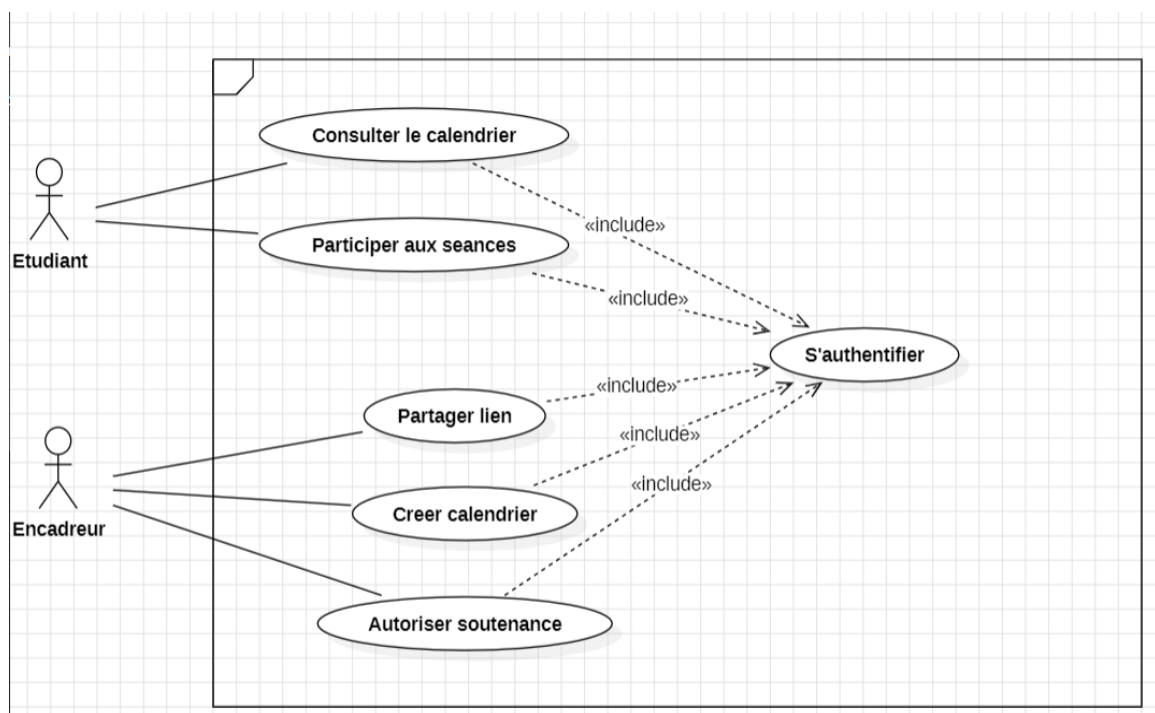 Consulter le calendrier
«include»
Participer aux seances
Etudiant
«include»
S'authentifier
«include»
Partager lien
«include»
«include»
Creer calendrier
Encadreur
Autoriser soutenance